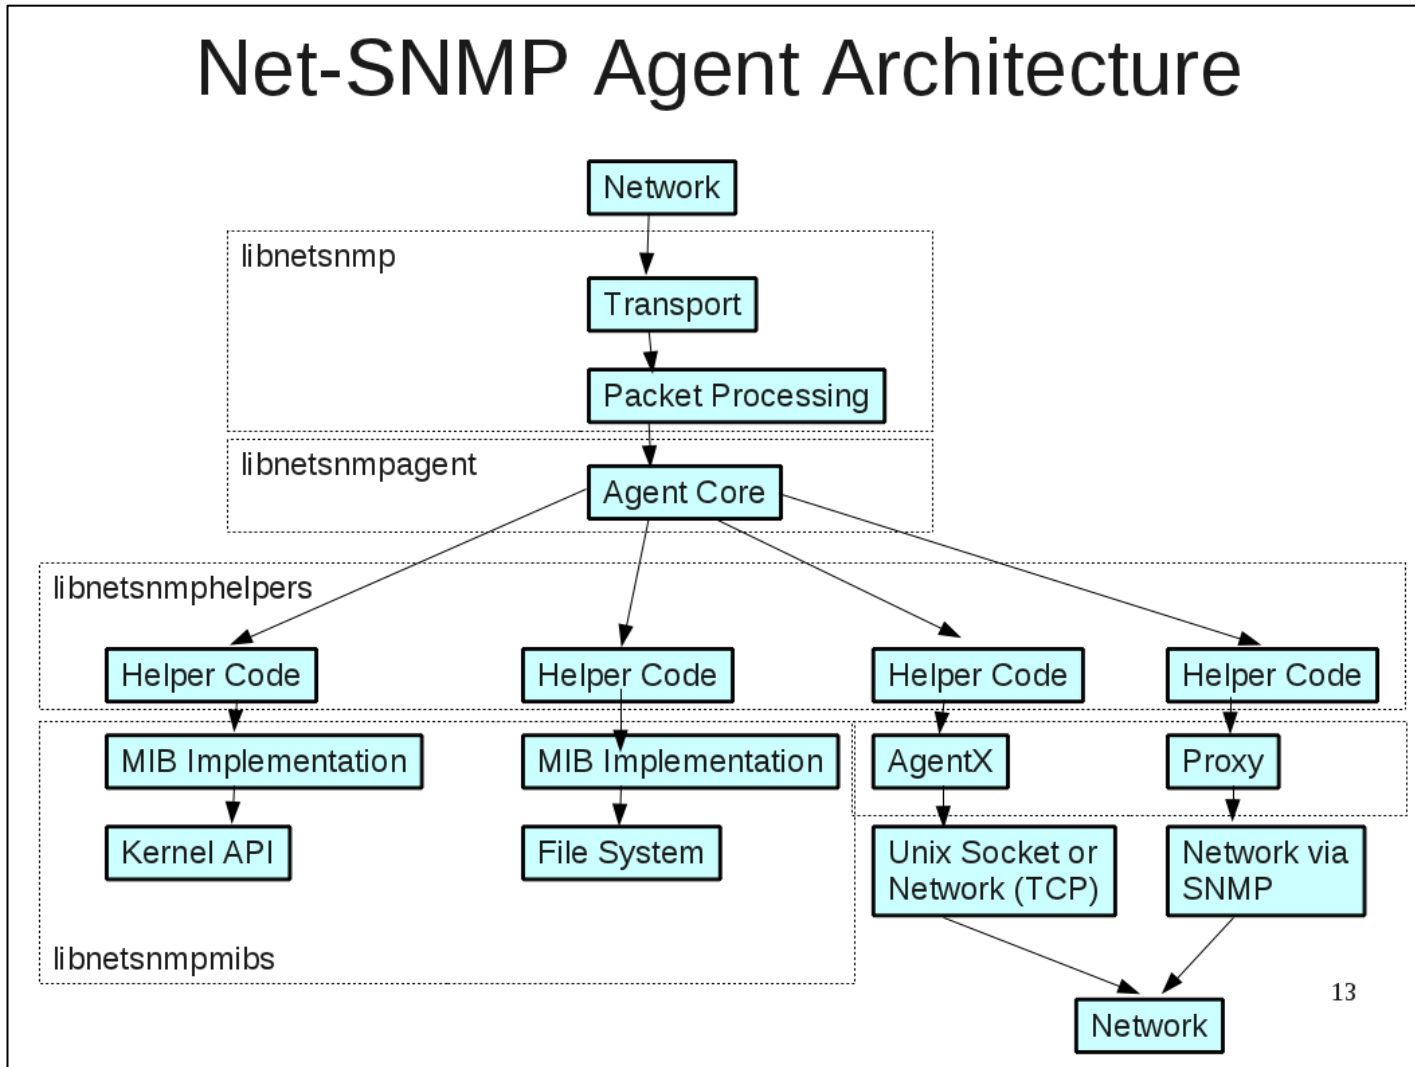 Net-SNMP Agent Architecture
Network
libnetsnmp
Transport
Packet Processing
libnetsnmpagent
Agent Core
libnetsnmphelpers
Helper Code
Helper Code
Helper Code
Helper Code
MIB Implementation
MIB Implementation
AgentX
Proxy
Kernel API
File System
Unix Socket or
Network (TCP)
Network via
SNMP
libnetsnmpmibs
13
Network